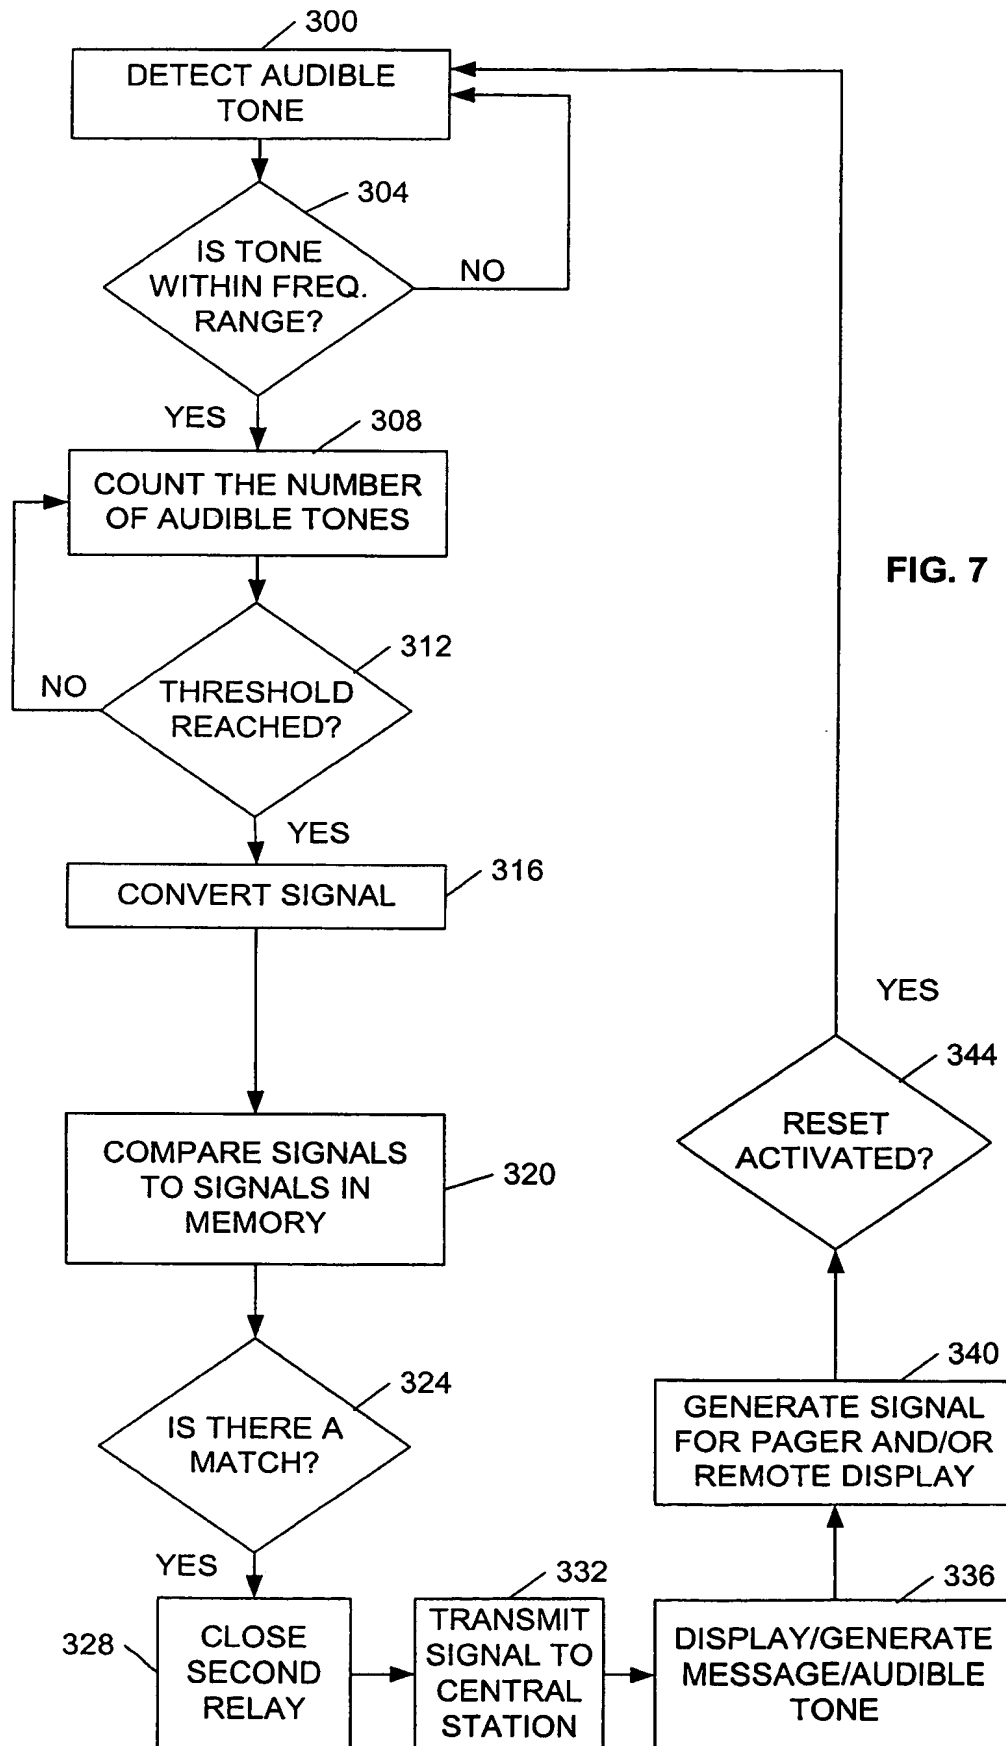 300
DETECT AUDIBLE
TONE
304
IS TONE
WITHIN FREQ.
RANGE?
NO
YES
308
COUNT THE NUMBER
OF AUDIBLE TONES
FIG. 7
312
NO
THRESHOLD
REACHED?
YES
316
CONVERT SIGNAL
YES
344
RESET
ACTIVATED?
COMPARE SIGNALS
TO SIGNALS IN
MEMORY
320
324
IS THERE A
MATCH?
340
GENERATE SIGNAL
FOR PAGER AND/OR
REMOTE DISPLAY
YES
328
CLOSE
SECOND
RELAY
332
TRANSMIT
SIGNAL TO
CENTRAL
STATION
336
DISPLAY/GENERATE
MESSAGE/AUDIBLE
TONE